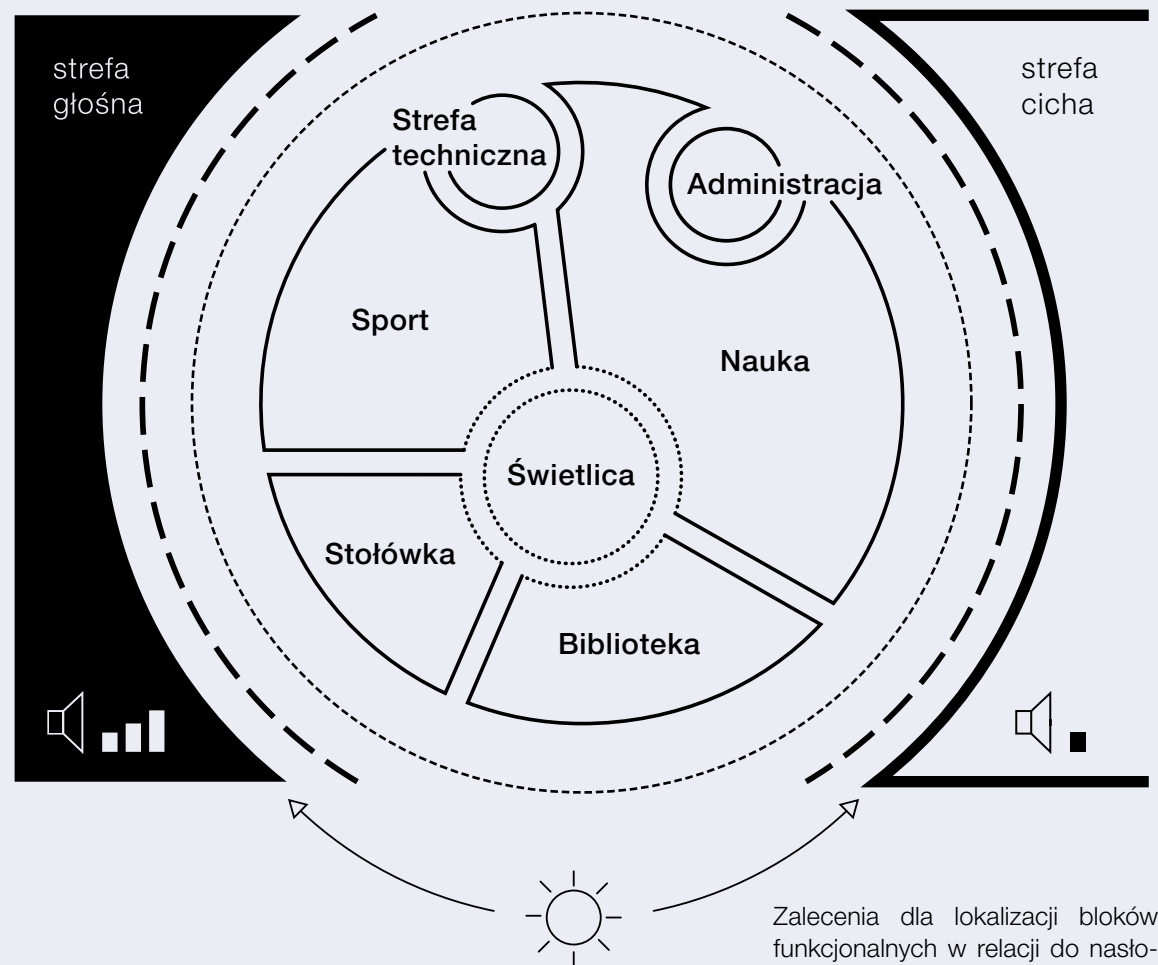 strefa
głośna
strefa
cicha
Strefa
techniczna
Administracja
Sport
Nauka
Świetlica
Stołówka
Biblioteka
Zalecenia dla lokalizacji bloków
funkcjonalnych w relacji do nasło-